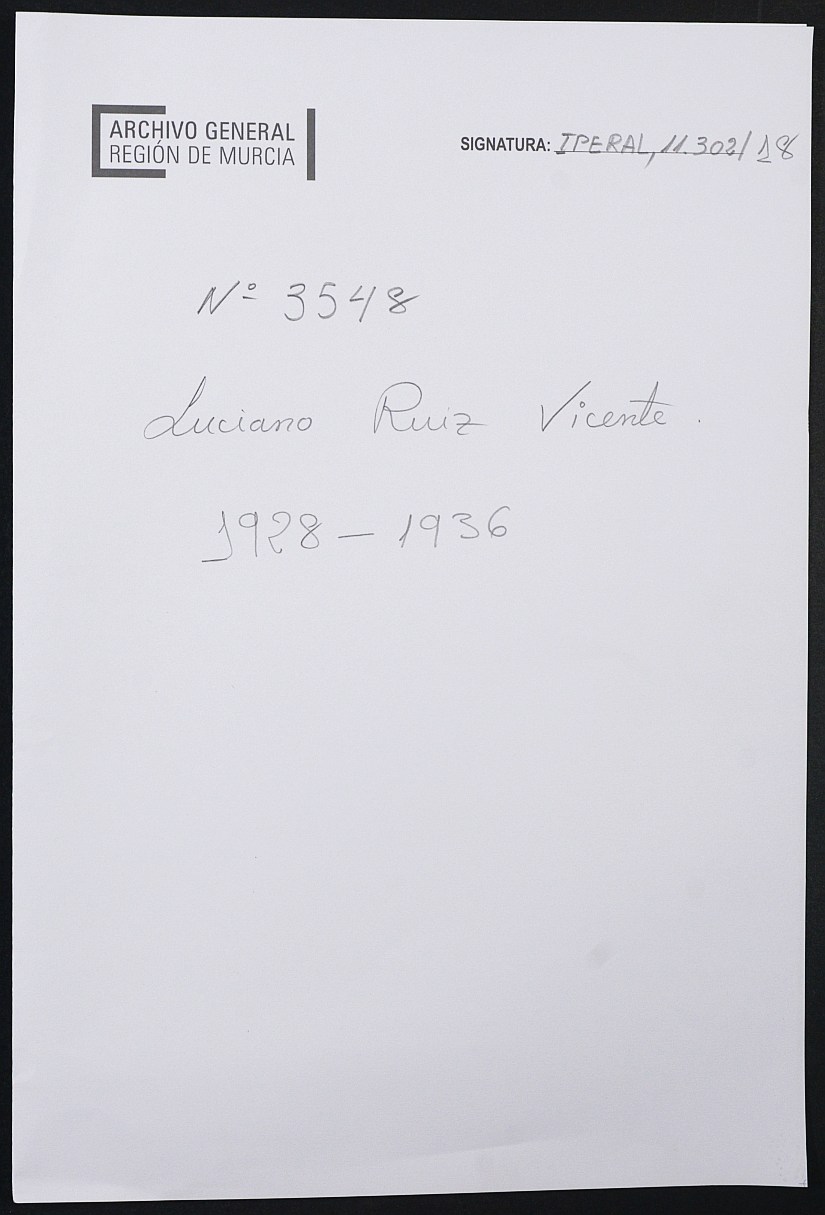 ARCHIVO GENERAL
REGIÓN DE MURCIA
SIGNATURA: IPERAL, 11.302/18
Nº 3548
Luciano Ruiz Vicente.
1928 - 1936